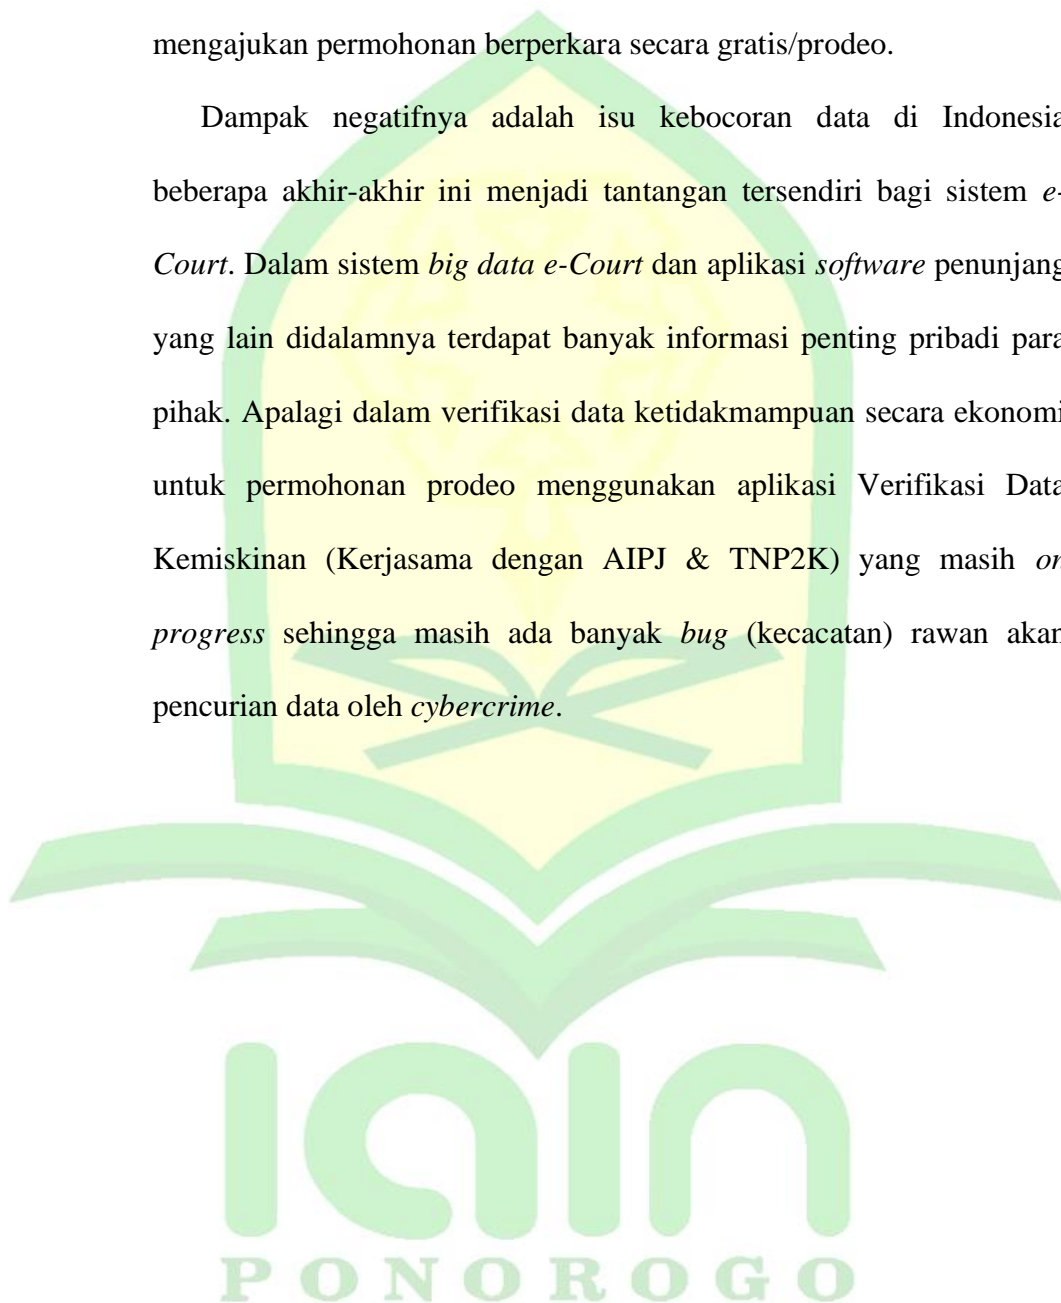 mengajukan permohonan berperkara secara gratis/prodeo.
Dampak negatifnya adalah isu kebocoran data di Indonesia
beberapa akhir-akhir ini menjadi tantangan tersendiri bagi sistem e-
Court. Dalam sistem big data e-Court dan aplikasi software penunjang
yang lain didalamnya terdapat banyak informasi penting pribadi para
pihak. Apalagi dalam verifikasi data ketidakmampuan secara ekonomi
untuk permohonan prodeo menggunakan aplikasi Verifikasi Data
Kemiskinan (Kerjasama dengan AIPJ & TNP2K) yang masih on
progress sehingga masih ada banyak bug (kecacatan) rawan akan
pencurian data oleh cybercrime.
IAIN
PONOROGO